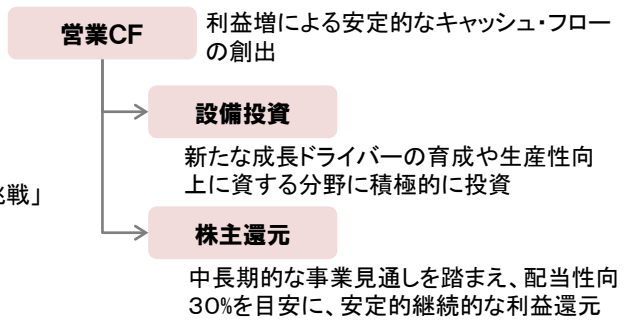 営業CF
利益増による安定的なキャッシュ・フロー
の創出
設備投資
新たな成長ドライバーの育成や生産性向
上に資する分野に積極的に投資
挑戦」
株主還元
中長期的な事業見通しを踏まえ、配当性向
30%を目安に、安定的継続的な利益還元